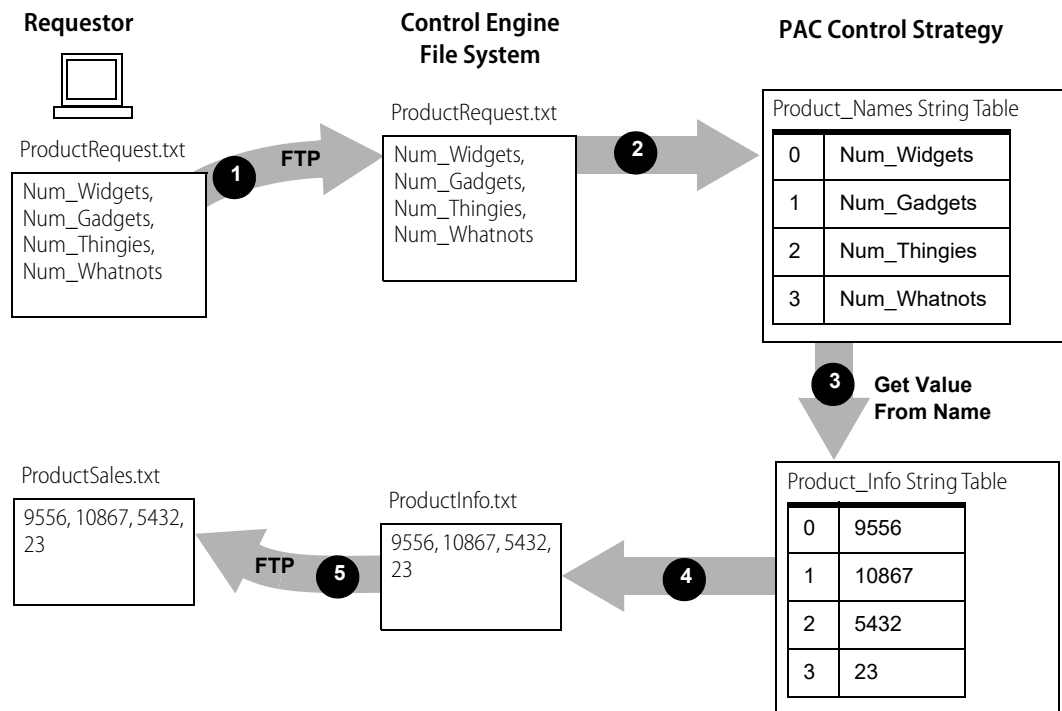 Requestor
Control Engine
File System
PAC Control Strategy
ProductRequest.txt
Num_Widgets,
Num_Gadgets,
Num_Thingies,
Num_Whatnots
1
FTP
ProductRequest.txt
Num_Widgets,
Num_Gadgets,
Num_Thingies,
Num_Whatnots
2
Product_Names String Table
0 Num_Widgets
1 Num_Gadgets
2 Num_Thingies
3 Num_Whatnots
3
Get Value
From Name
Product_Info String Table
0 9556
1 10867
2 5432
3 23
4
ProductInfo.txt
9556, 10867, 5432,
23
5
FTP
ProductSales.txt
9556, 10867, 5432,
23